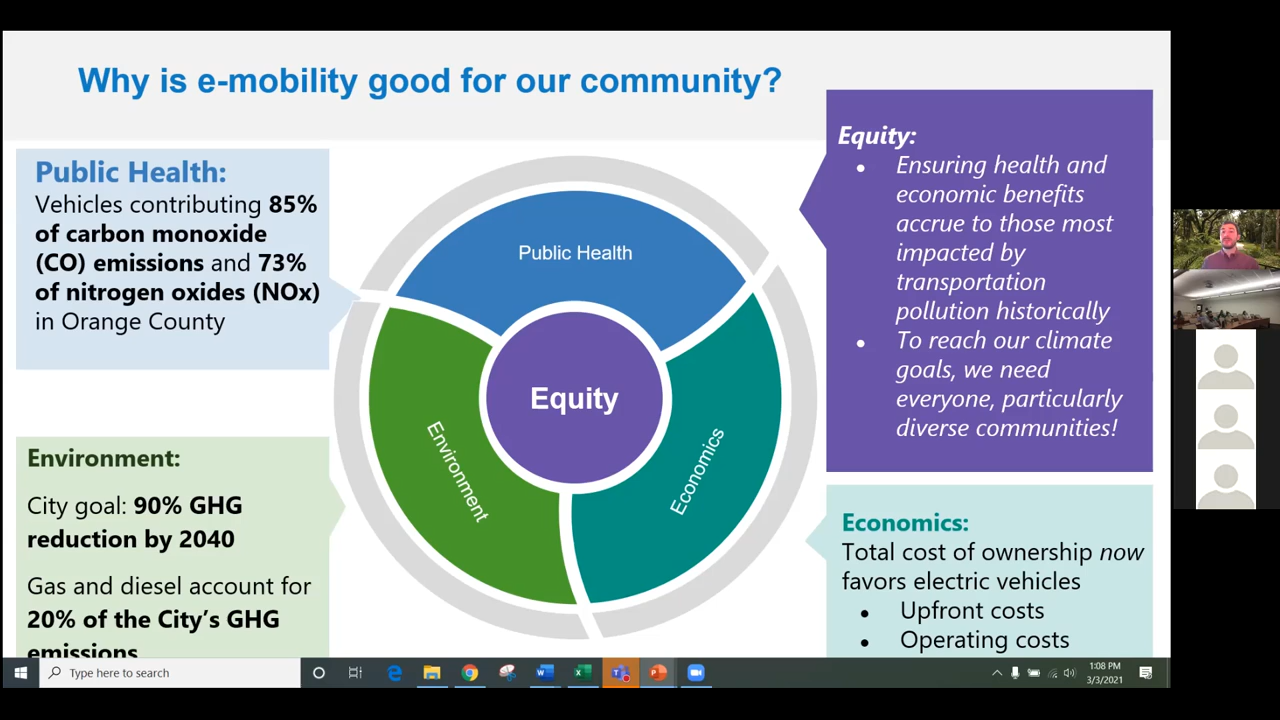 Why is e-mobility good for our community?
Public Health:
Vehicles contributing 85%
of carbon monoxide
(CO) emissions and 73%
of nitrogen oxides (NOx)
in Orange County
Environment:
City goal: 90% GHG
reduction by 2040
Gas and diesel account for
20% of the City's GHG
emissions
Public Health
Equity
Environment
Economics
Equity:
• Ensuring health and
economic benefits
accrue to those most
impacted by
transportation
pollution historically
• To reach our climate
goals, we need
everyone, particularly
diverse communities!
Economics:
Total cost of ownership now
favors electric vehicles
• Upfront costs
• Operating costs
Type here to search
1:08 PM
3/3/2021